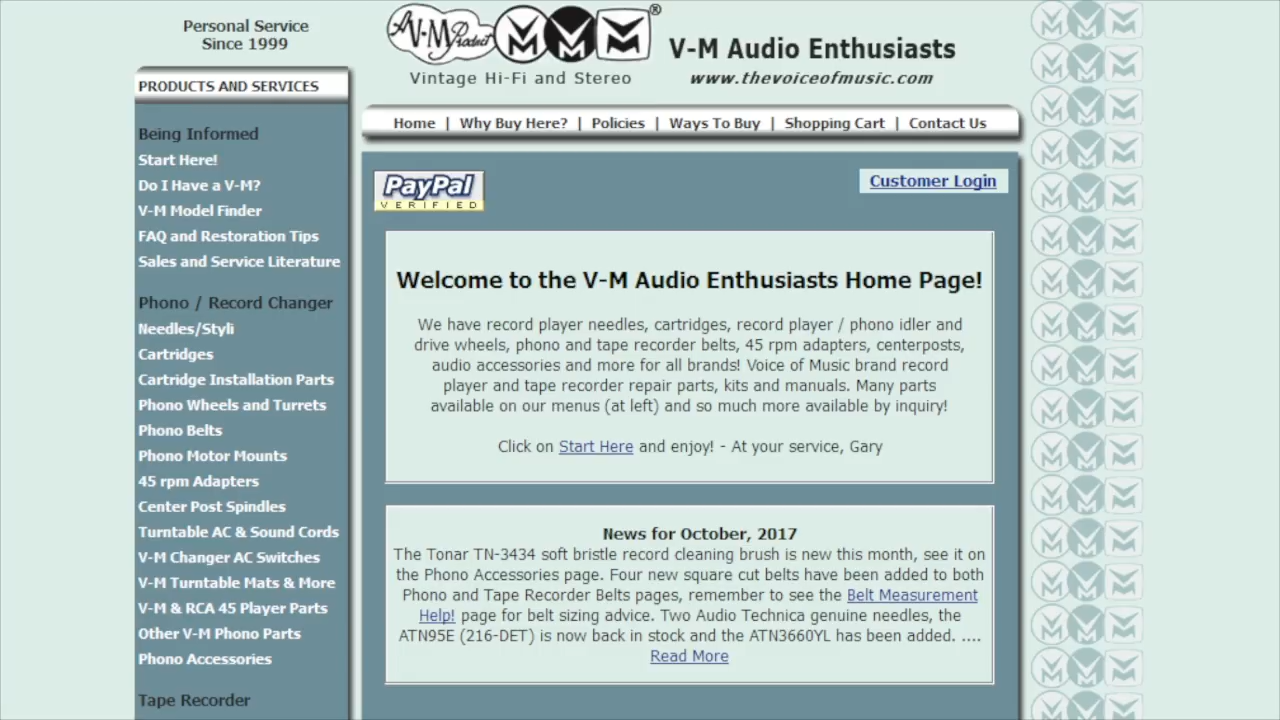 Personal Service
Since 1999
A V-M Product
®
Vintage Hi-Fi and Stereo
V-M Audio Enthusiasts
www.thevoiceofmusic.com
PRODUCTS AND SERVICES
Being Informed
Start Here!
Do I Have a V-M?
V-M Model Finder
FAQ and Restoration Tips
Sales and Service Literature
Phono / Record Changer
Needles/Styli
Cartridges
Cartridge Installation Parts
Phono Wheels and Turrets
Phono Belts
Phono Motor Mounts
45 rpm Adapters
Center Post Spindles
Turntable AC & Sound Cords
V-M Changer AC Switches
V-M Turntable Mats & More
V-M & RCA 45 Player Parts
Other V-M Phono Parts
Phono Accessories
Tape Recorder
Home | Why Buy Here? | Policies | Ways To Buy | Shopping Cart | Contact Us
PayPal
VERIFIED
Customer Login
Welcome to the V-M Audio Enthusiasts Home Page!
We have record player needles, cartridges, record player / phono idler and
drive wheels, phono and tape recorder belts, 45 rpm adapters, centerposts,
audio accessories and more for all brands! Voice of Music brand record
player and tape recorder repair parts, kits and manuals. Many parts
available on our menus (at left) and so much more available by inquiry!
Click on Start Here and enjoy! - At your service, Gary
News for October, 2017
The Tonar TN-3434 soft bristle record cleaning brush is new this month, see it on
the Phono Accessories page. Four new square cut belts have been added to both
Phono and Tape Recorder Belts pages, remember to see the Belt Measurement
Help! page for belt sizing advice. Two Audio Technica genuine needles, the
ATN95E (216-DET) is now back in stock and the ATN3660YL has been added. ....
Read More